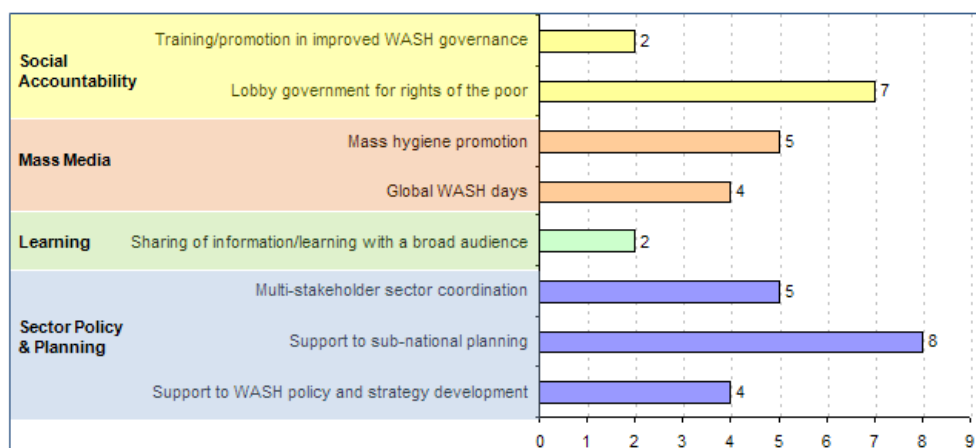 Social
Accountability
Training/promotion in improved WASH governance
2
Lobby government for rights of the poor
7
Mass Media
Mass hygiene promotion
5
Global WASH days
4
Learning
Sharing of information/learning with a broad audience
2
Sector Policy
& Planning
Multi-stakeholder sector coordination
5
Support to sub-national planning
8
Support to WASH policy and strategy development
4
0 1 2 3 4 5 6 7 8 9